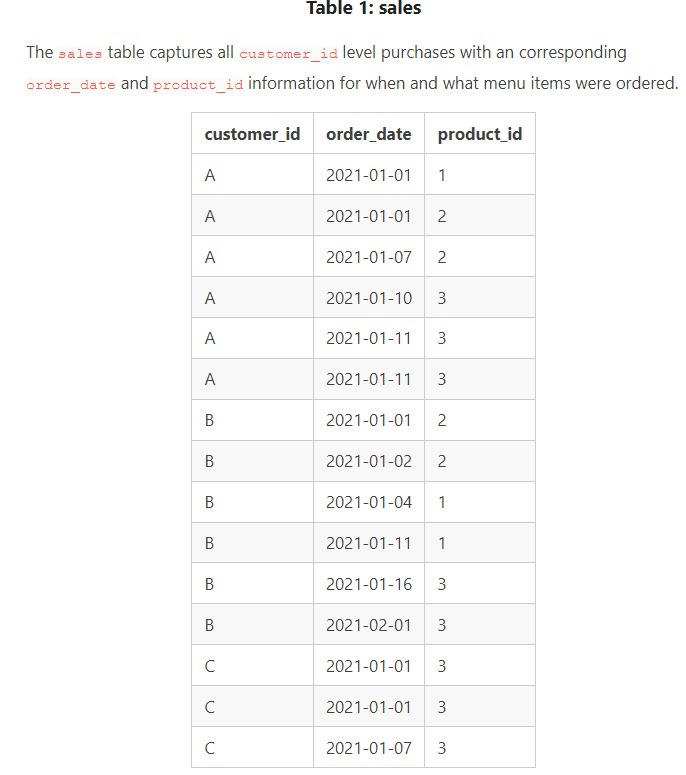 Table 1: sales
The sales table captures all customer_id level purchases with an corresponding
order_date and product_id information for when and what menu items were ordered.
customer_id order_date product_id
A 2021-01-01 1
A 2021-01-01 2
A 2021-01-07 2
A 2021-01-10 3
A 2021-01-11 3
A 2021-01-11 3
B 2021-01-01 2
B 2021-01-02 2
B 2021-01-04 1
B 2021-01-11 1
B 2021-01-16 3
B 2021-02-01 3
C 2021-01-01 3
C 2021-01-01 3
C 2021-01-07 3